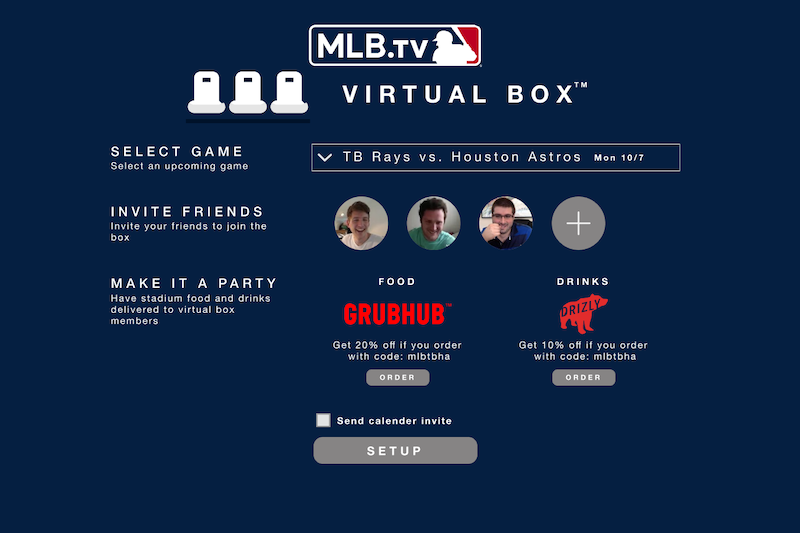 MLB.TV
VIRTUAL BOX™
SELECT GAME
Select an upcoming game
TB Rays vs. Houston Astros Mon 10/7
INVITE FRIENDS
Invite your friends to join the
box
MAKE IT A PARTY
Have stadium food and drinks
delivered to virtual box
members
FOOD
GRUBHUB™
Get 20% off if you order
with code: mlbtbha
ORDER
DRINKS
DRIZLY
Get 10% off if you order
with code: mlbtbha
ORDER
Send calender invite
SETUP